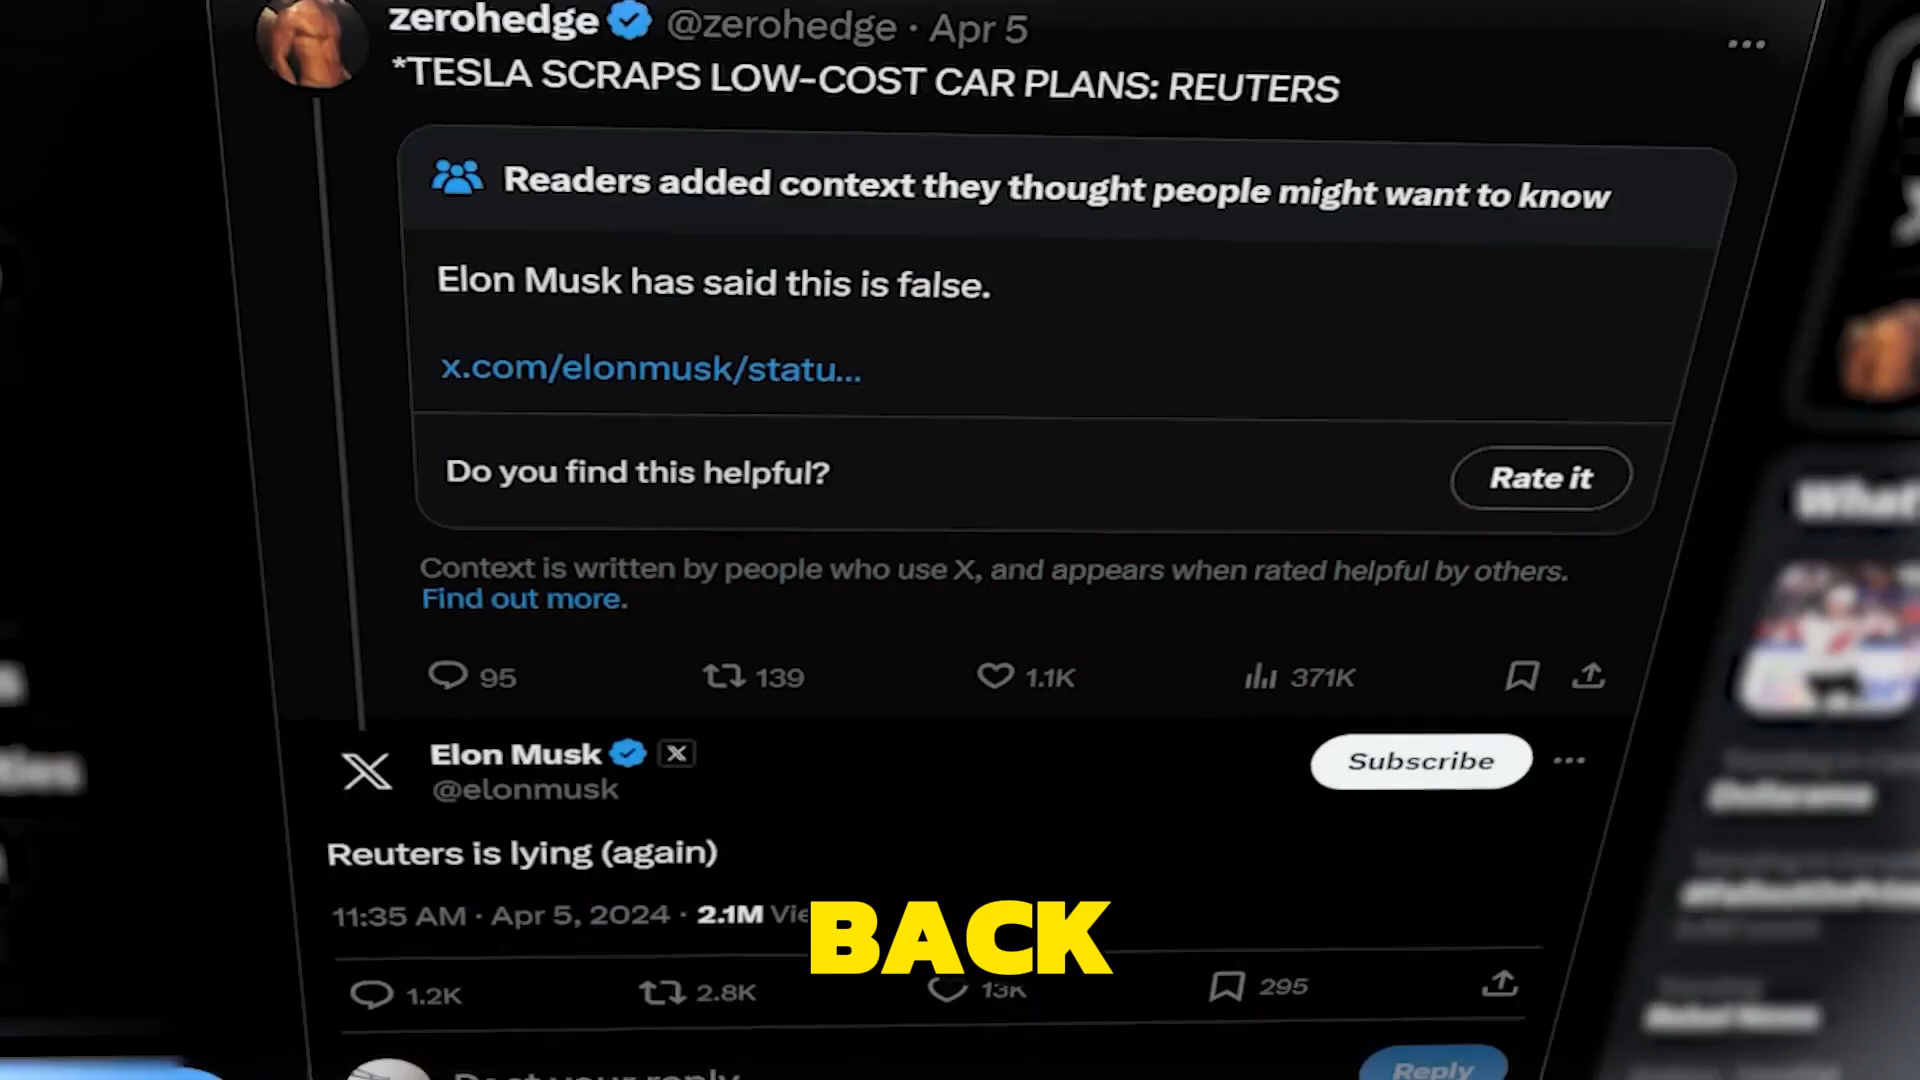 zerohedge @zerohedge · Apr 5
*TESLA SCRAPS LOW-COST CAR PLANS: REUTERS
Readers added context they thought people might want to know
Elon Musk has said this is false.
x.com/elonmusk/statu...
Do you find this helpful?
Rate it
Context is written by people who use X, and appears when rated helpful by others.
Find out more.
95 139 1.1K 371K
Elon Musk
@elonmusk
Subscribe
Reuters is lying (again)
11:35 AM · Apr 5, 2024 · 2.1M
BACK
1.2K 2.8K 13K 295
Reply
What'